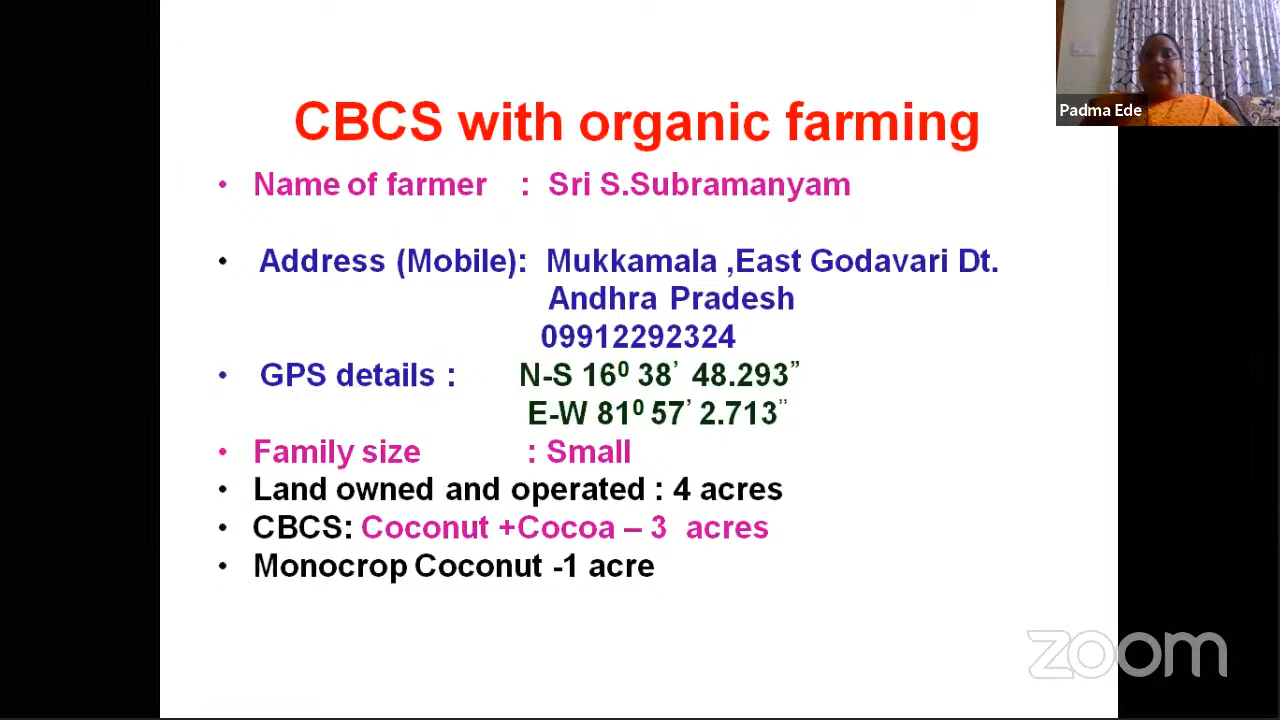 CBCS with organic farming
Padma Ede
• Name of farmer : Sri S.Subramanyam
• Address (Mobile): Mukkamala ,East Godavari Dt.
Andhra Pradesh
09912292324
• GPS details : N-S 16⁰ 38’ 48.293”
E-W 81⁰ 57’ 2.713”
• Family size : Small
• Land owned and operated : 4 acres
• CBCS: Coconut +Cocoa – 3 acres
• Monocrop Coconut -1 acre
zoom